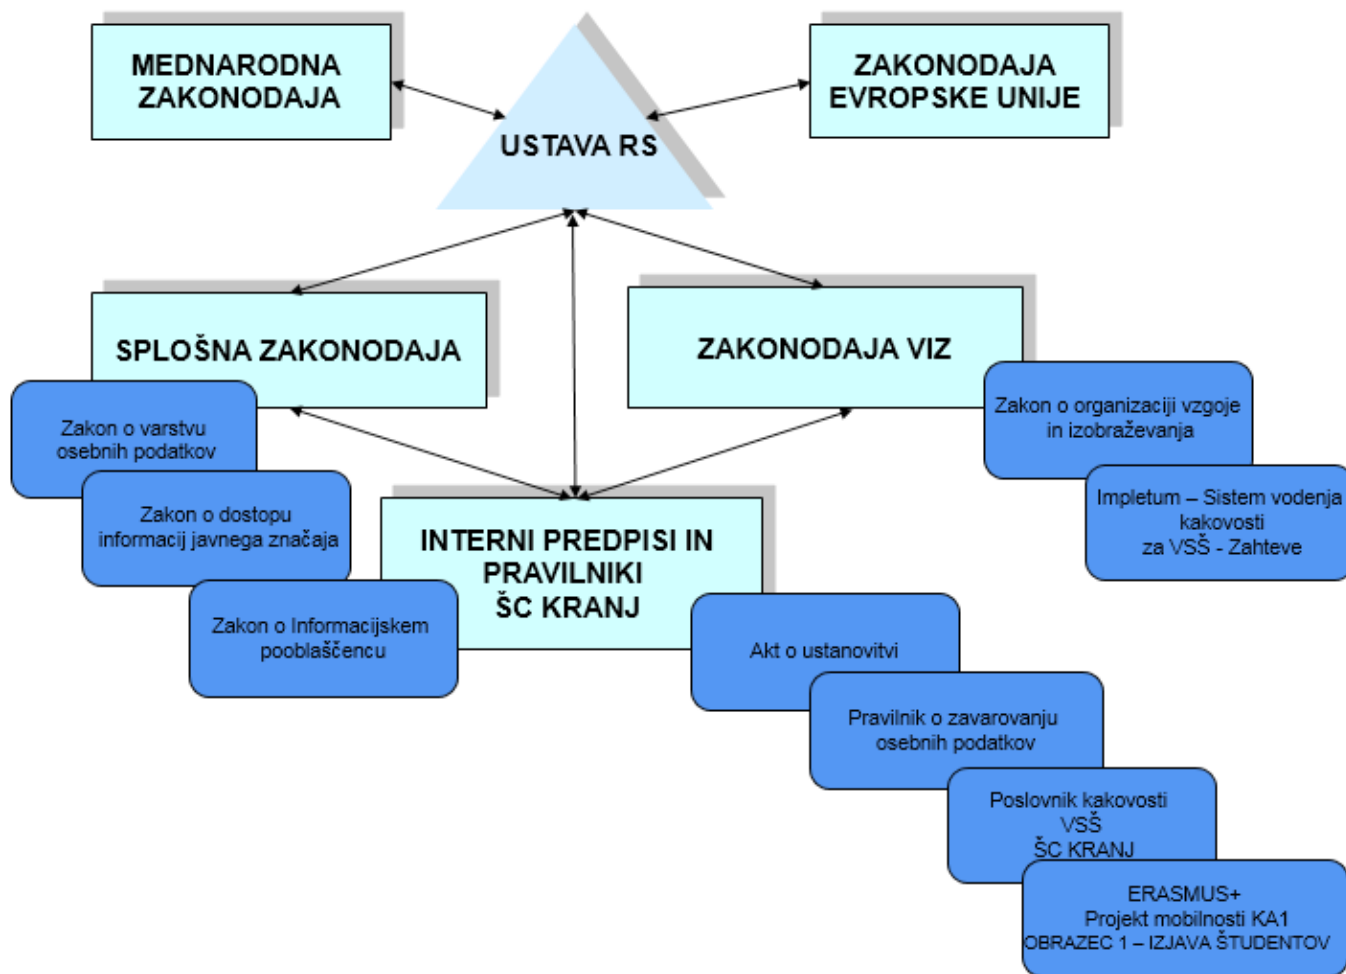 MEDNARODNA
ZAKONODAJA
ZAKONODAJA
EVROPSKE UNIJE
USTAVA RS
SPLOŠNA ZAKONODAJA
ZAKONODAJA VIZ
Zakon o varstvu
osebnih podatkov
Zakon o dostopu
informacij javnega značaja
Zakon o Informacijskem
pooblaščencu
Zakon o organizaciji vzgoje
in izobraževanja
Impletum – Sistem vodenja
kakovosti
za VSŠ - Zahteve
INTERNI PREDPISI IN
PRAVILNIKI
ŠC KRANJ
Akt o ustanovitvi
Pravilnik o zavarovanju
osebnih podatkov
Poslovnik kakovosti
VSŠ
ŠC KRANJ
ERASMUS+
Projekt mobilnosti KA1
OBRAZEC 1 – IZJAVA ŠTUDENTOV